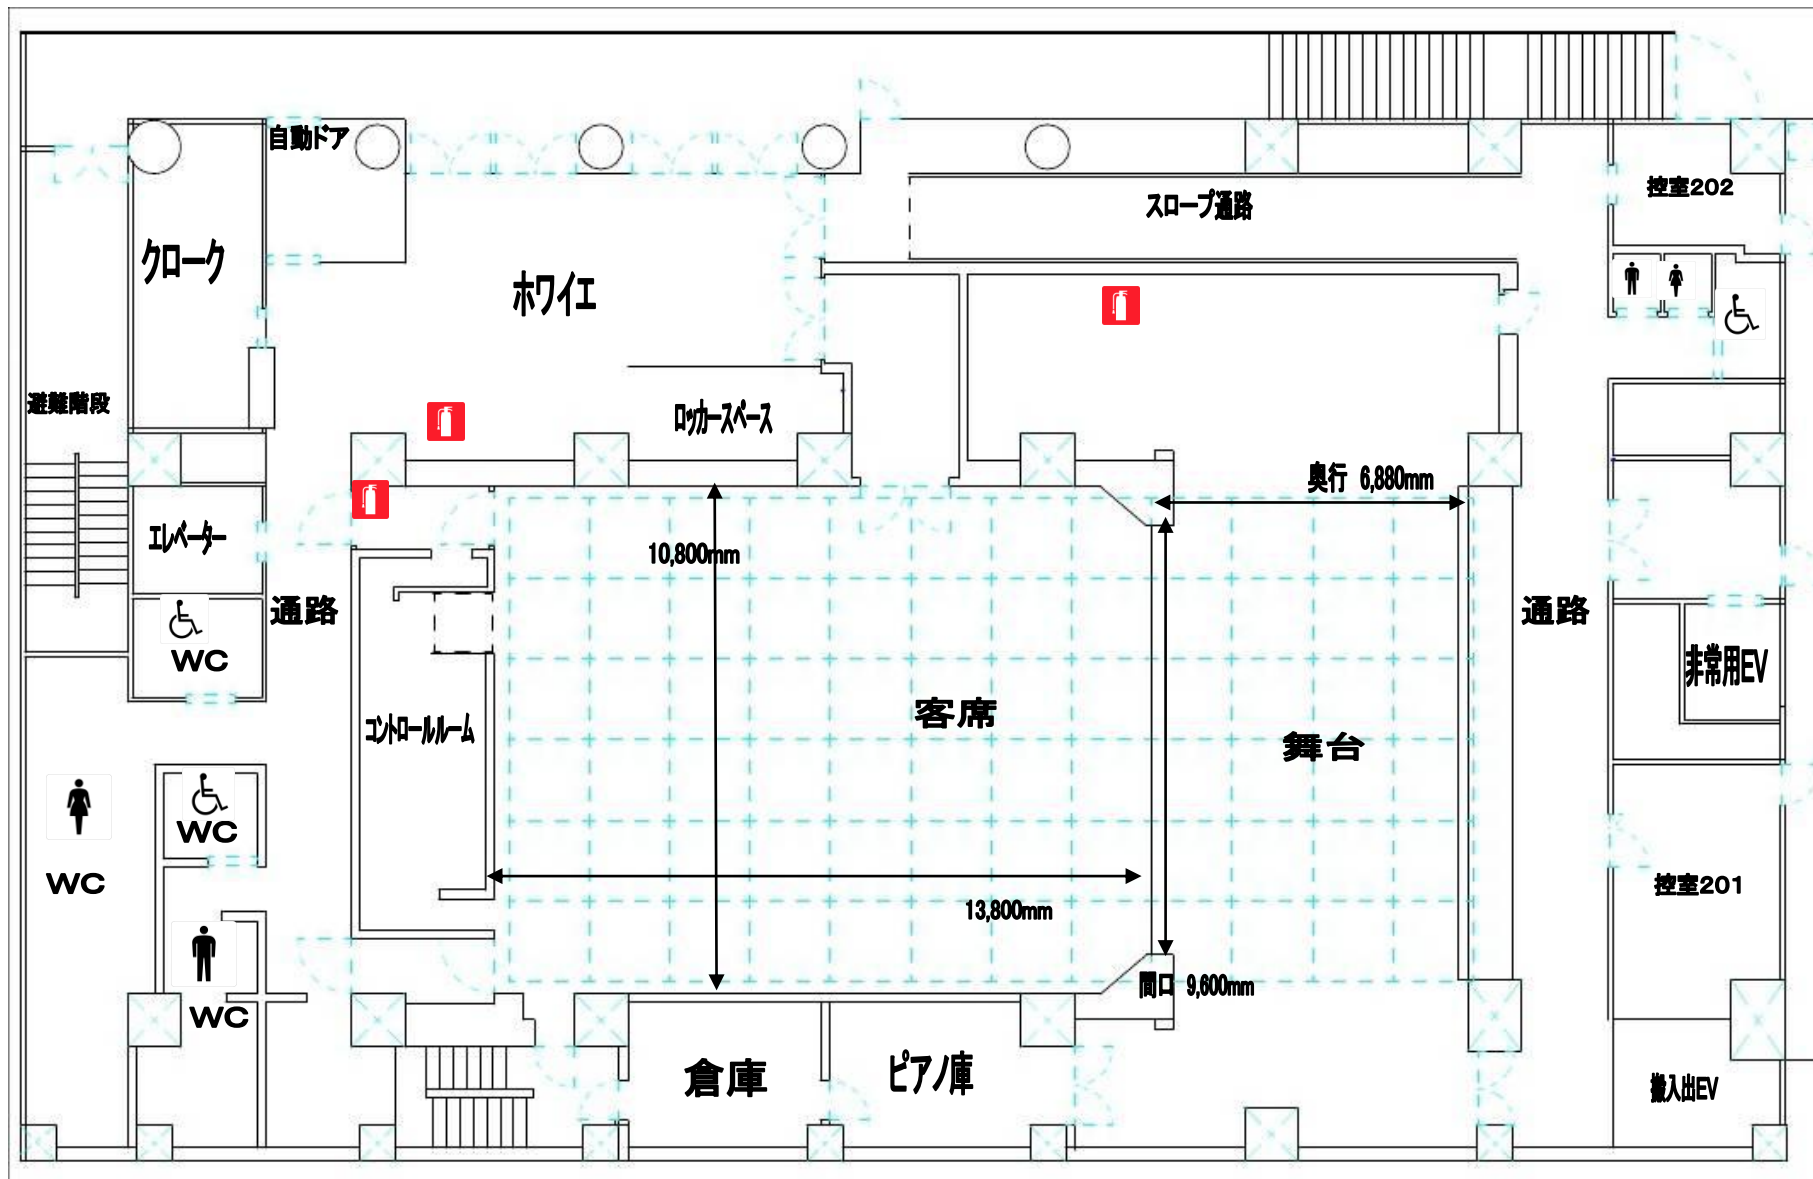 自動ドア
控室202
スロープ通路
クローク
ホワイエ
避難階段
ロッカースペース
奥行 6,880mm
エレベーター
10,800mm
通路
通路
WC
非常用EV
客席
コントロールルーム
舞台
WC
WC
控室201
13,800mm
間口 9,600mm
WC
倉庫
ピアノ庫
搬入出EV